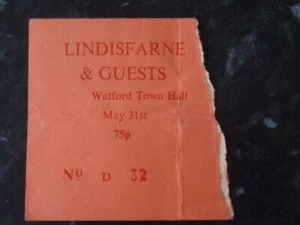 LINDISFARNE
& GUESTS
Watford Town Hall
May 31st
75p
Nº D 32